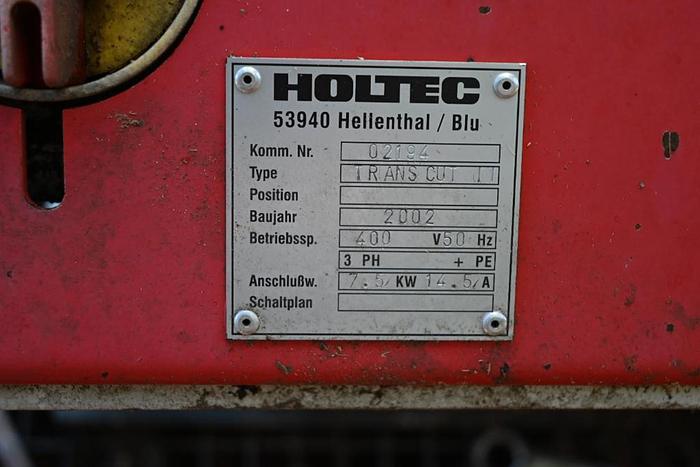 HOLTEC
53940 Hellenthal / Blu
Komm. Nr. 02194
Type TRANS CUT II
Position
Baujahr 2002
Betriebssp. 400 V 50 Hz
3 PH + PE
Anschlußw. 7.5/ KW 14.5/A
Schaltplan